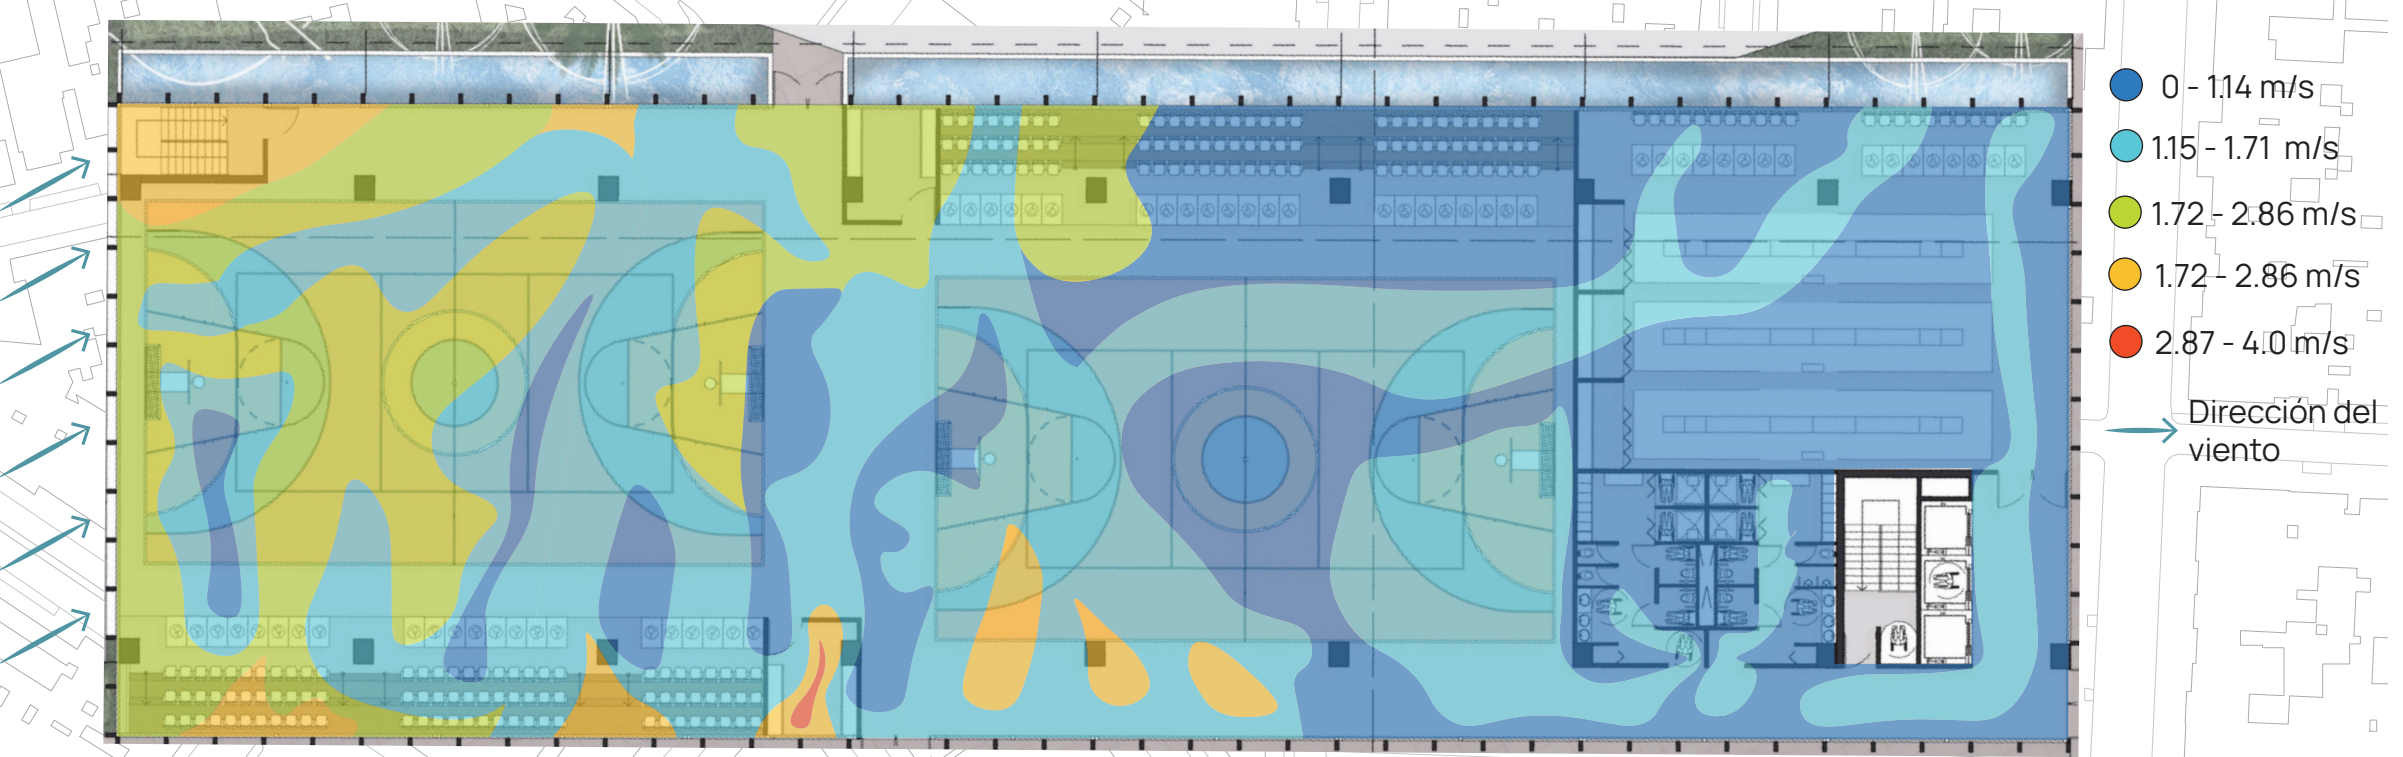 0 - 1.14 m/s
1.15 - 1.71 m/s
1.72 - 2.86 m/s
1.72 - 2.86 m/s
2.87 - 4.0 m/s
Dirección del
viento